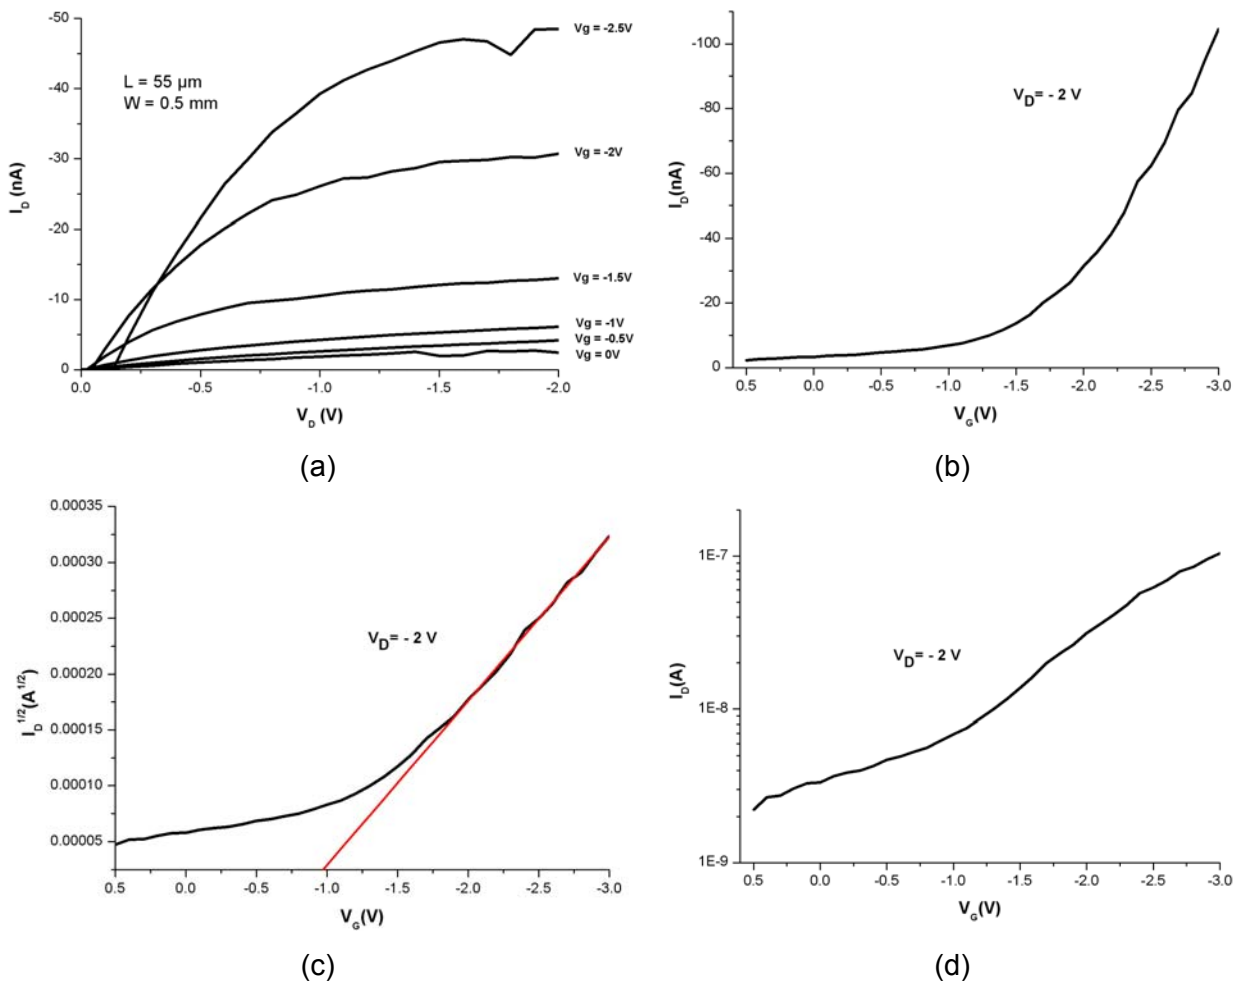 -50
-40
-30
-20
-10
0
I_D (nA)
L = 55 µm
W = 0.5 mm
Vg = -2.5V
Vg = -2V
Vg = -1.5V
Vg = -1V
Vg = -0.5V
Vg = 0V
0.0 -0.5 -1.0 -1.5 -2.0
V_D (V)
(a)
-100
-80
-60
-40
-20
0
I_D(nA)
V_D= - 2 V
0.5 0.0 -0.5 -1.0 -1.5 -2.0 -2.5 -3.0
V_G(V)
(b)
0.00035
0.00030
0.00025
0.00020
0.00015
0.00010
0.00005
I_D^1/2(A^1/2)
V_D= - 2 V
0.5 0.0 -0.5 -1.0 -1.5 -2.0 -2.5 -3.0
V_G(V)
(c)
1E-7
1E-8
1E-9
I_D(A)
V_D= - 2 V
0.5 0.0 -0.5 -1.0 -1.5 -2.0 -2.5 -3.0
V_G(V)
(d)